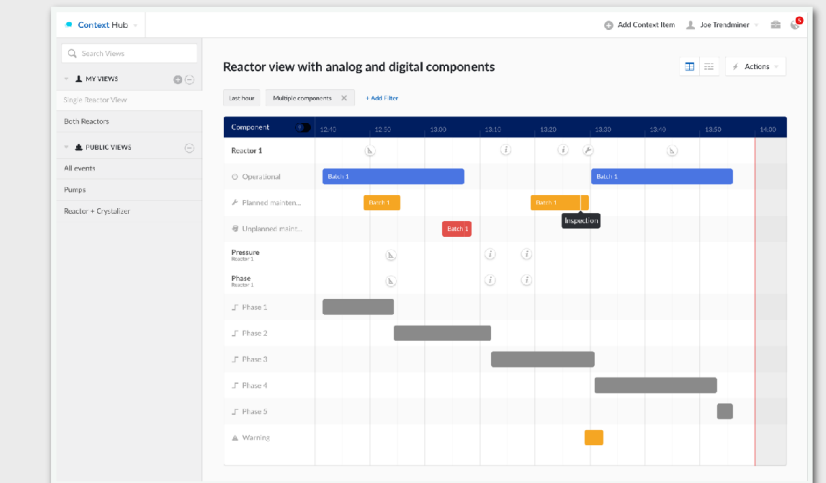 Context Hub
Add Context Item
Joe Trendminer
Search Views
MY VIEWS
Single Reactor View
Both Reactors
PUBLIC VIEWS
All events
Pumps
Reactor + Crystalizer
Reactor view with analog and digital components
Actions
Last hour
Multiple components
+ Add Filter
Component 12:40 12:50 13:00 13:10 13:20 13:30 13:40 13:50 14:00
Reactor 1
Operational Batch 1 Batch 1
Planned mainten... Batch 1 Batch 1
Inspection
Unplanned maint... Batch 1
Pressure
Reactor 1
Phase
Reactor 1
Phase 1
Phase 2
Phase 3
Phase 4
Phase 5
Warning